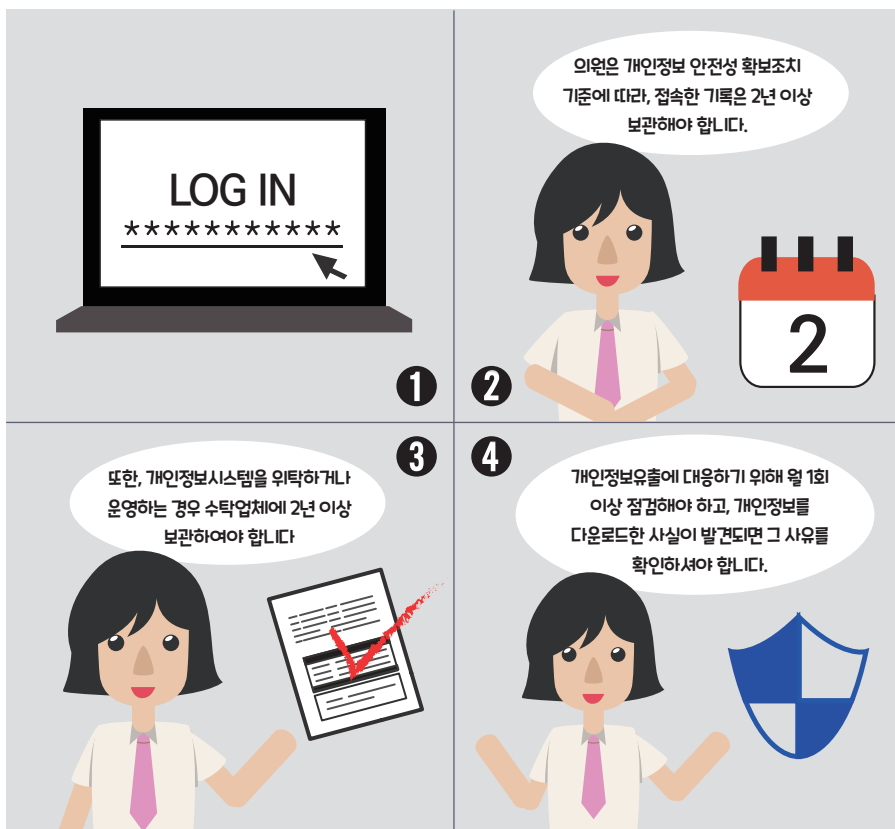 LOG IN
***********
1
의원은 개인정보 안전성 확보조치
기준에 따라, 접속한 기록은 2년 이상
보관해야 합니다.
2
2
또한, 개인정보시스템을 위탁하거나
운영하는 경우 수탁업체에 2년 이상
보관하여야 합니다
3
개인정보유출에 대응하기 위해 월 1회
이상 점검해야 하고, 개인정보를
다운로드한 사실이 발견되면 그 사유를
확인하셔야 합니다.
4